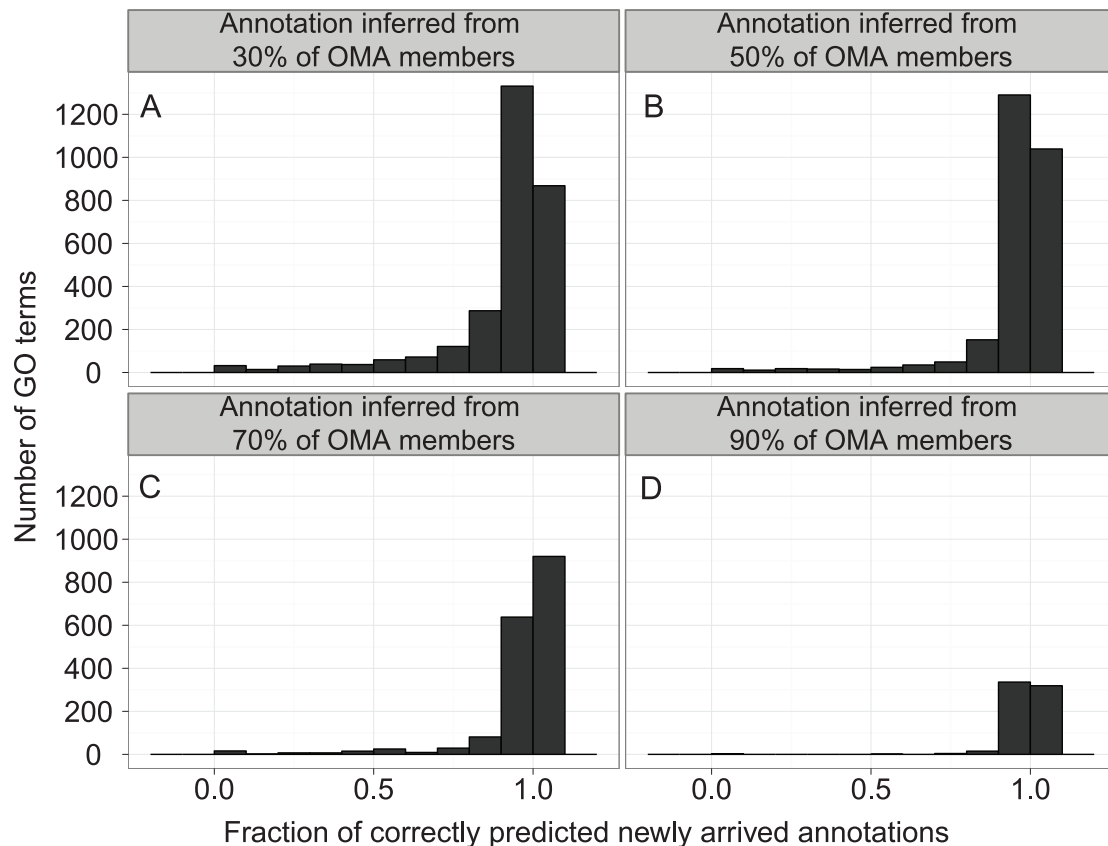 Annotation inferred from
30% of OMA members
Annotation inferred from
50% of OMA members
A
B
1200
1000
800
600
400
200
0
Annotation inferred from
70% of OMA members
Annotation inferred from
90% of OMA members
C
D
1200
1000
800
600
400
200
0
Number of GO terms
0.0 0.5 1.0 0.0 0.5 1.0
Fraction of correctly predicted newly arrived annotations